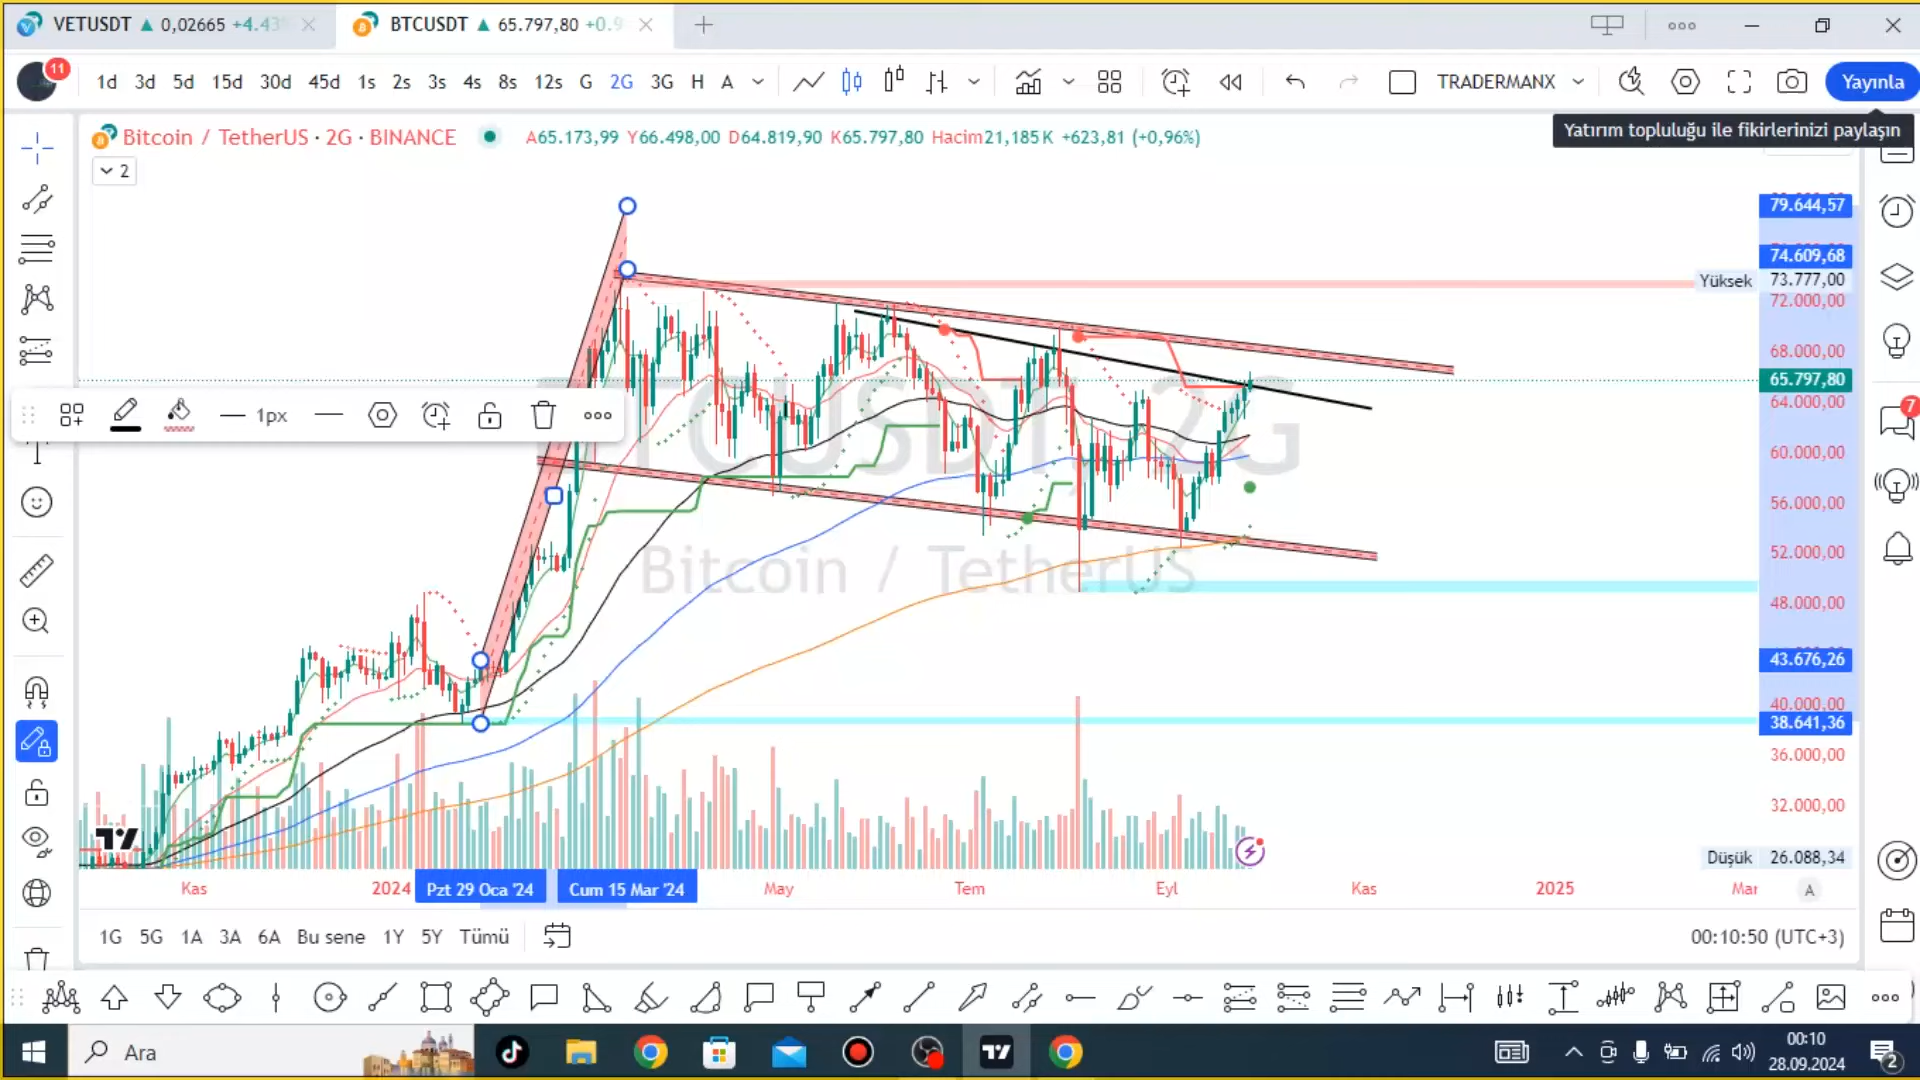 VETUSDT ▲ 0,02665 +4.43
BTCUSDT ▲ 65.797,80 +0.9
11
1d 3d 5d 15d 30d 45d 1s 2s 3s 4s 8s 12s G 2G 3G H A
TRADERMANX
Yayınla
Yatırım topluluğu ile fikirlerinizi paylaşın
Bitcoin / TetherUS · 2G · BINANCE
A65.173,99 Y66.498,00 D64.819,90 K65.797,80 Hacim21,185K +623,81 (+0,96%)
2
79.644,57
74.609,68
Yüksek 73.777,00
72.000,00
68.000,00
65.797,80
64.000,00
7
1px
TCUSDT, 2G
60.000,00
56.000,00
52.000,00
Bitcoin / TetherUS
48.000,00
43.676,26
40.000,00
38.641,36
36.000,00
32.000,00
Düşük 26.088,34
Kas 2024 Pzt 29 Oca '24 Cum 15 Mar '24 May Tem Eyl Kas 2025 Mar A
1G 5G 1A 3A 6A Bu sene 1Y 5Y Tümü
00:10:50 (UTC+3)
Ara
00:10
28.09.2024
2